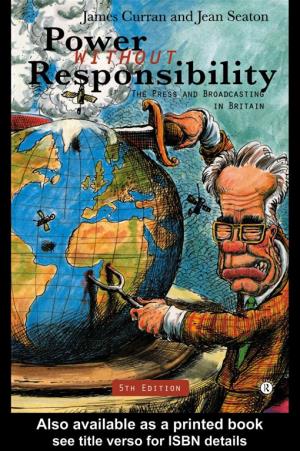 James Curran and Jean Seaton
Power
WITHOUT
Responsibility
THE PRESS AND BROADCASTING
IN BRITAIN
5TH EDITION
R
Also available as a printed book
see title verso for ISBN details